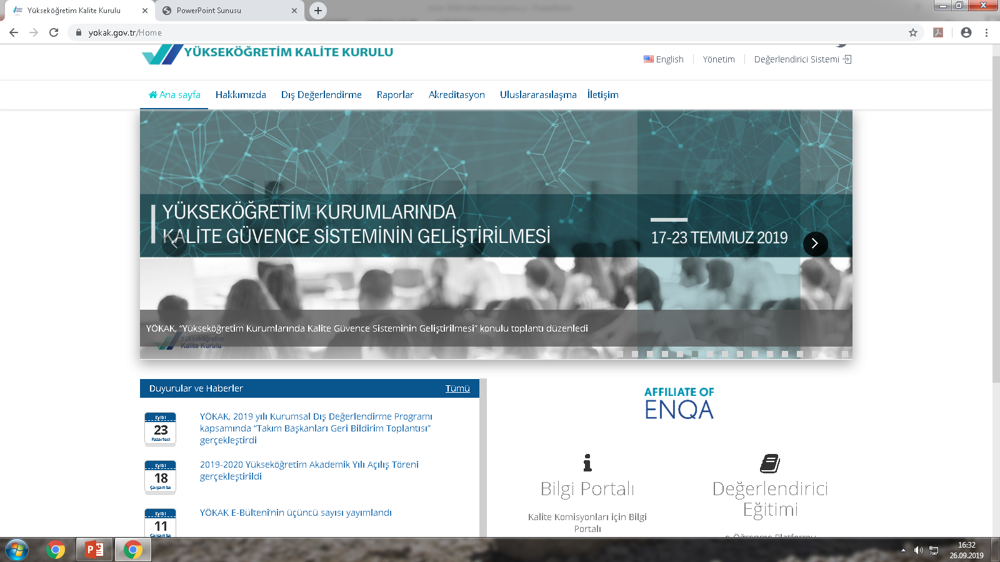 Yükseköğretim Kalite Kurulu
PowerPoint Sunusu
yokak.gov.tr/Home
YÜKSEKÖĞRETİM KALİTE KURULU
English
Yönetim
Değerlendirici Sistemi
Ana sayfa
Hakkımızda
Dış Değerlendirme
Raporlar
Akreditasyon
Uluslararasılaşma
İletişim
YÜKSEKÖĞRETİM KURUMLARINDA
KALİTE GÜVENCE SİSTEMİNİN GELİŞTİRİLMESİ
17-23 TEMMUZ 2019
YÖKAK, “Yükseköğretim Kurumlarında Kalite Güvence Sisteminin Geliştirilmesi” konulu toplantı düzenledi
Yükseköğretim
Kalite Kurulu
Duyurular ve Haberler
Tümü
Eylül
23
Pazartesi
YÖKAK, 2019 yılı Kurumsal Dış Değerlendirme Programı
kapsamında “Takım Başkanları Geri Bildirim Toplantısı”
gerçekleştirdi
Eylül
18
Çarşamba
2019-2020 Yükseköğretim Akademik Yılı Açılış Töreni
gerçekleştirildi
Eylül
11
Çarşamba
YÖKAK E-Bülteni’nin üçüncü sayısı yayımlandı
AFFILIATE OF
ENQA
Bilgi Portalı
Kalite Komisyonları için Bilgi
Portalı
Değerlendirici
Eğitimi
e-Öğrenme Platformu
16:32
26.09.2019